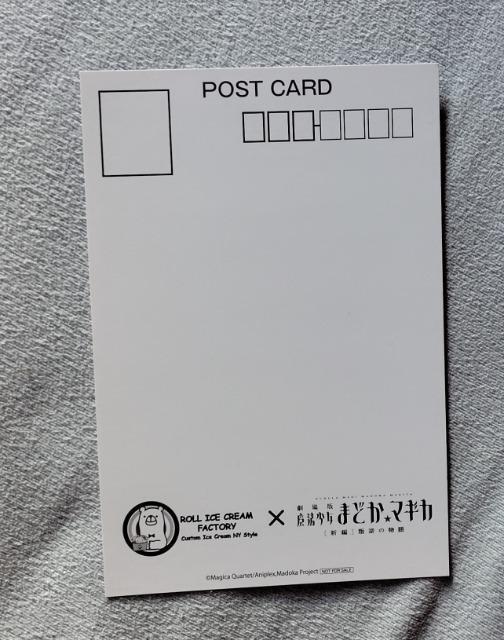 POST CARD
ROLL ICE CREAM
FACTORY
Custom Ice Cream NY Style
×
劇場版
魔法少女まどか☆マギカ
[新編]叛逆の物語
©Magica Quartet/Aniplex,Madoka Project NOT FOR SALE